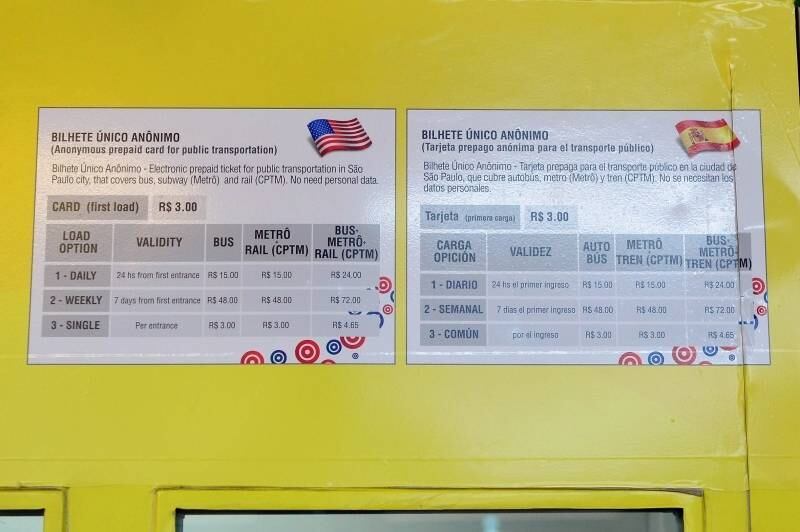 BILHETE ÚNICO ANÔNIMO
(Anonymous prepaid card for public transportation)
Bilhete Único Anônimo - Electronic prepaid ticket for public transportation in São
Paulo city, that covers bus, subway (Metrô) and rail (CPTM). No need personal data.
CARD (first load) R$ 3.00
LOAD OPTION VALIDITY BUS METRÔ+ RAIL (CPTM) BUS+ METRÔ+ RAIL (CPTM)
1 - DAILY 24 hs from first entrance R$ 15.00 R$ 15.00 R$ 24.00
2 - WEEKLY 7 days from first entrance R$ 48.00 R$ 48.00 R$ 72.00
3 - SINGLE Per entrance R$ 3.00 R$ 3.00 R$ 4.65
BILHETE ÚNICO ANÔNIMO
(Tarjeta prepago anónima para el transporte público)
Bilhete Único Anônimo - Tarjeta prepaga para el transporte público en la ciudad de
São Paulo, que cubre autobús, metro (Metrô) y tren (CPTM). No se necesitan los
datos personales.
Tarjeta (primera carga) R$ 3.00
CARGA OPICIÓN VALIDEZ AUTO BÚS METRÔ TREN (CPTM) BUS+ METRÔ+ TREN (CPTM)
1 - DIARIO 24 hs el primer ingreso R$ 15.00 R$ 15.00 R$ 24.00
2 - SEMANAL 7 dias el primer ingreso R$ 48.00 R$ 48.00 R$ 72.00
3 - COMÚN por el ingreso R$ 3.00 R$ 3.00 R$ 4.65